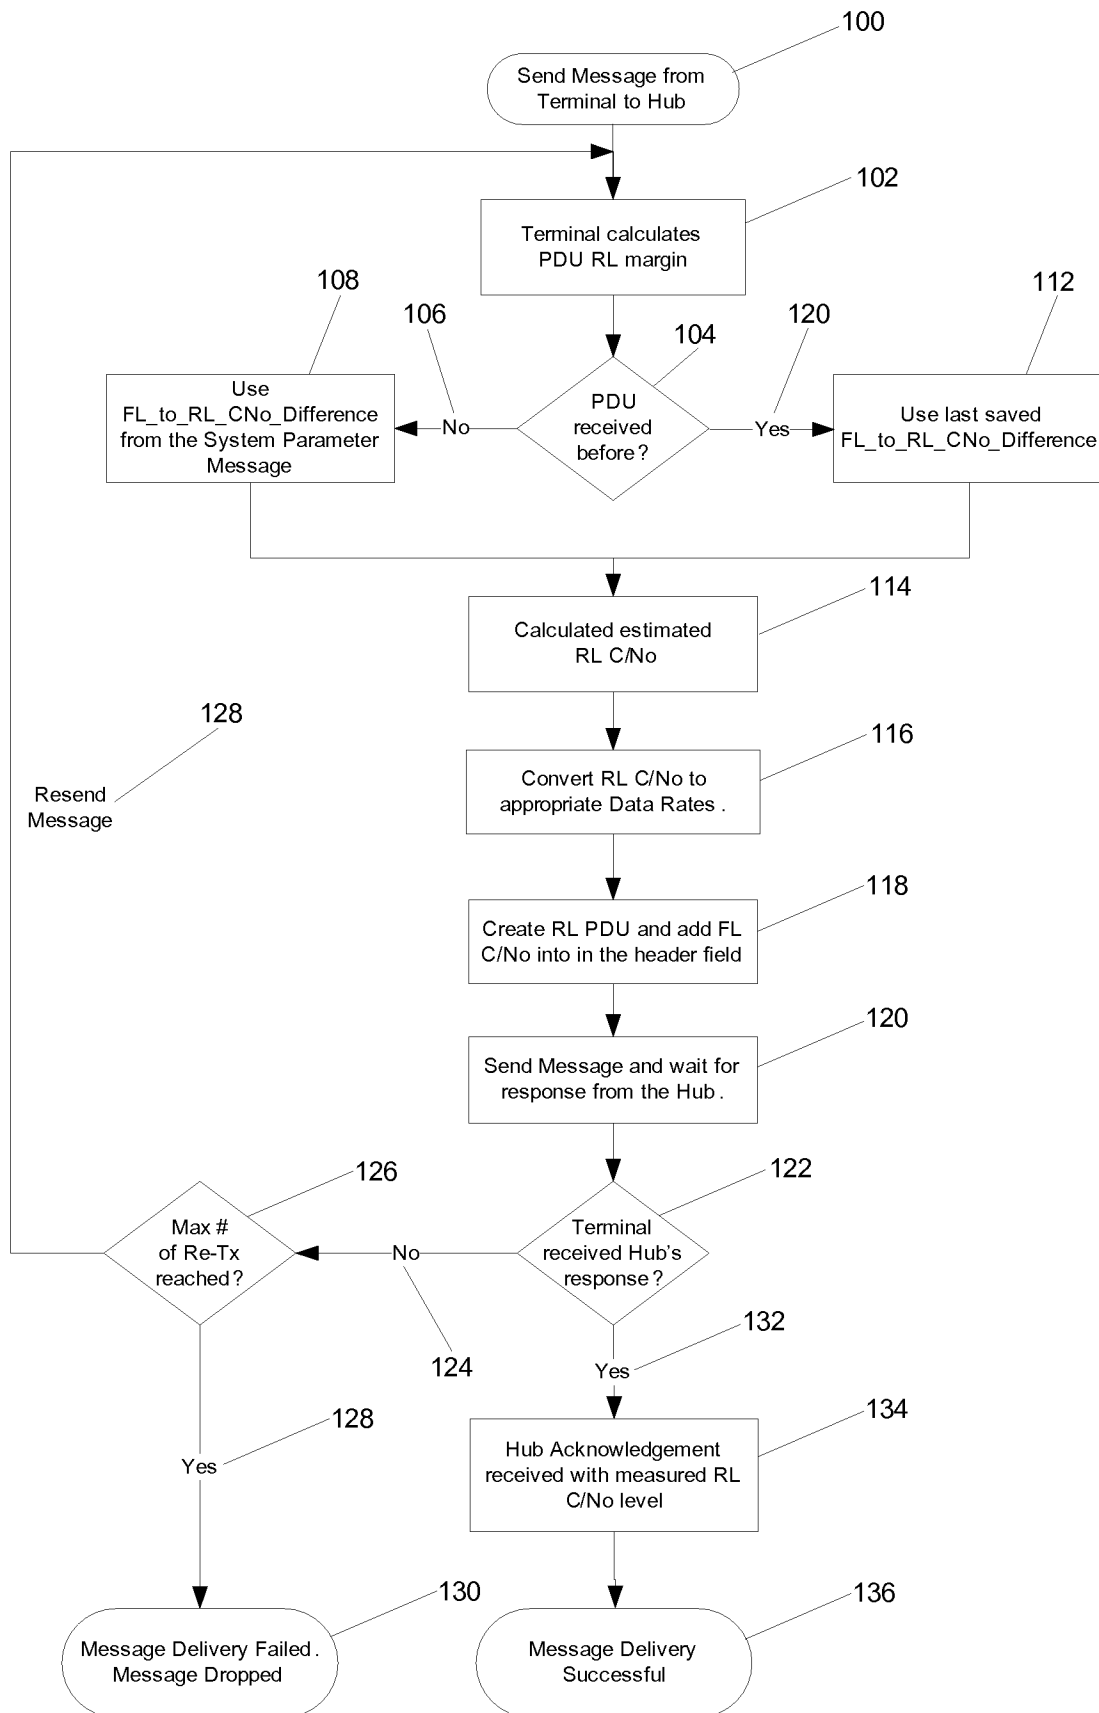 100
Send Message from
Terminal to Hub
102
Terminal calculates
PDU RL margin
108
106
104
120
112
Use
FL_to_RL_CNo_Difference
from the System Parameter
Message
No
PDU
received
before?
Yes
Use last saved
FL_to_RL_CNo_Difference
114
Calculated estimated
RL C/No
128
Resend
Message
116
Convert RL C/No to
appropriate Data Rates.
118
Create RL PDU and add FL
C/No into in the header field
120
Send Message and wait for
response from the Hub.
126
Max #
of Re-Tx
reached?
No
124
122
Terminal
received Hub's
response?
132
Yes
128
Yes
134
Hub Acknowledgement
received with measured RL
C/No level
130
Message Delivery Failed.
Message Dropped
136
Message Delivery
Successful